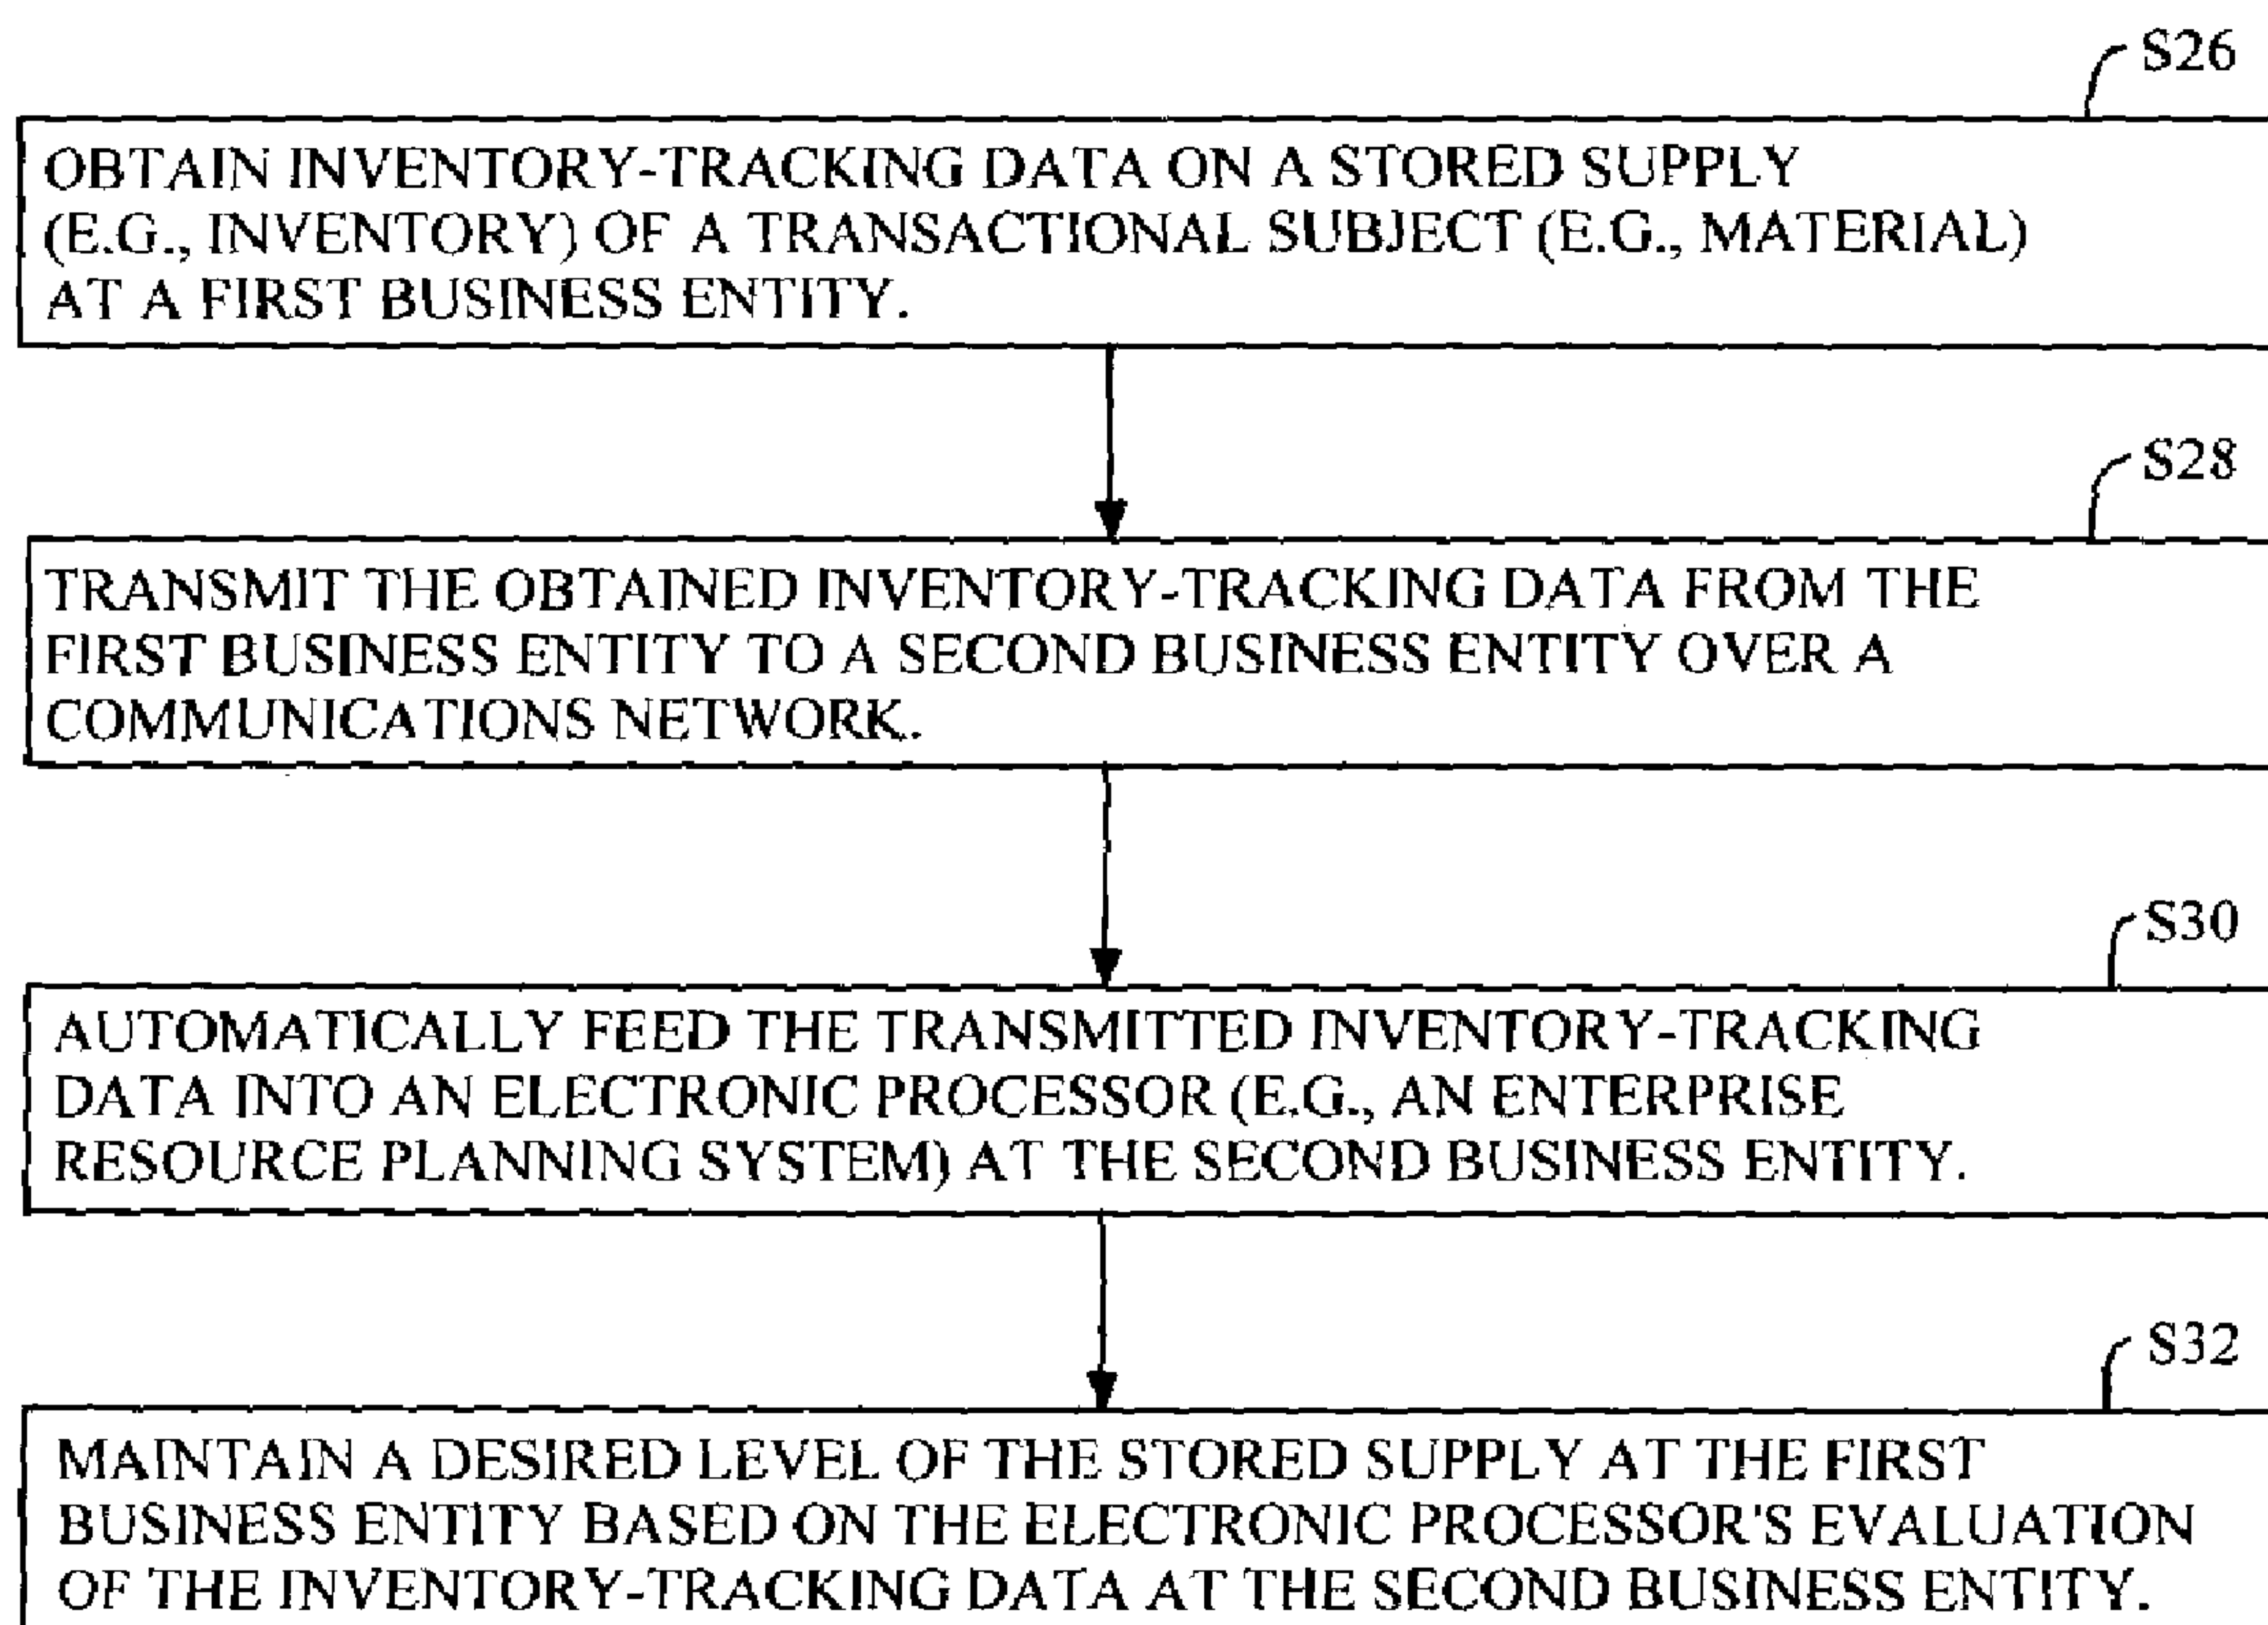 S26
OBTAIN INVENTORY-TRACKING DATA ON A STORED SUPPLY
(E.G., INVENTORY) OF A TRANSACTIONAL SUBJECT (E.G., MATERIAL)
AT A FIRST BUSINESS ENTITY.
S28
TRANSMIT THE OBTAINED INVENTORY-TRACKING DATA FROM THE
FIRST BUSINESS ENTITY TO A SECOND BUSINESS ENTITY OVER A
COMMUNICATIONS NETWORK.
S30
AUTOMATICALLY FEED THE TRANSMITTED INVENTORY-TRACKING
DATA INTO AN ELECTRONIC PROCESSOR (E.G., AN ENTERPRISE
RESOURCE PLANNING SYSTEM) AT THE SECOND BUSINESS ENTITY.
S32
MAINTAIN A DESIRED LEVEL OF THE STORED SUPPLY AT THE FIRST
BUSINESS ENTITY BASED ON THE ELECTRONIC PROCESSOR'S EVALUATION
OF THE INVENTORY-TRACKING DATA AT THE SECOND BUSINESS ENTITY.